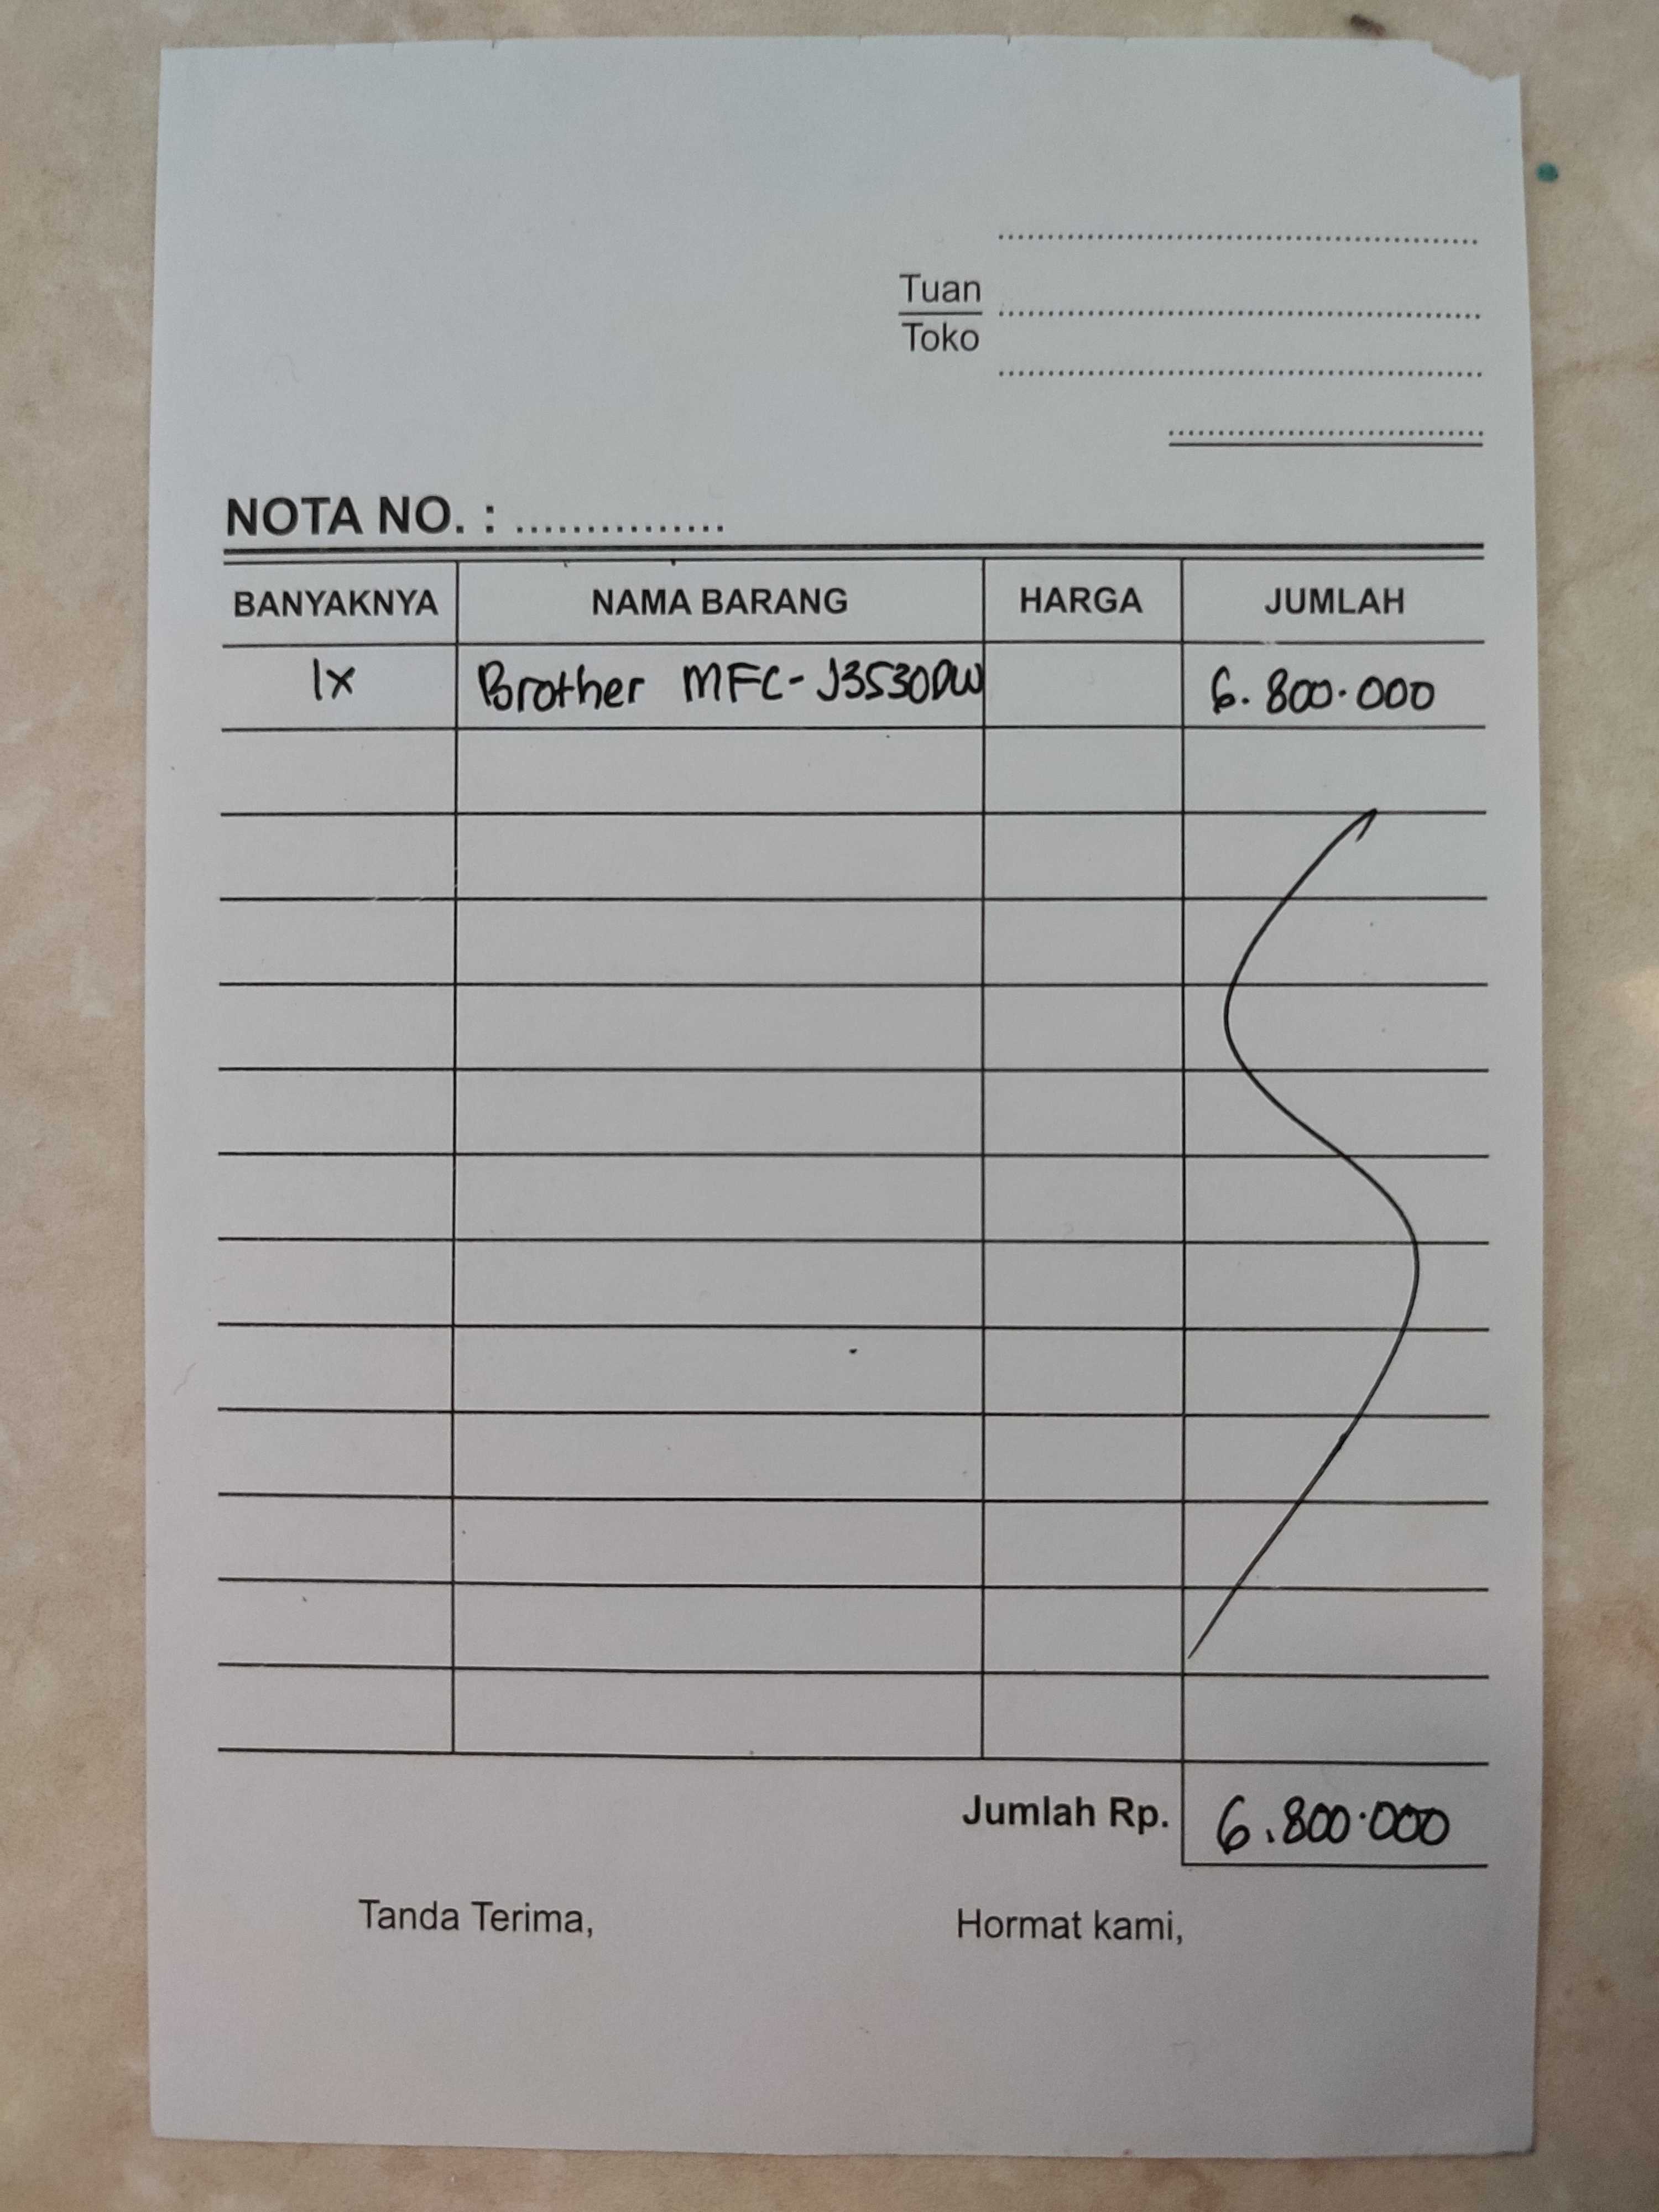 Tuan
Toko
NOTA NO. : ...............
BANYAKNYA NAMA BARANG HARGA JUMLAH
1x Brother MFC-J3530DW 6.800.000
Jumlah Rp. 6.800.000
Tanda Terima, Hormat kami,